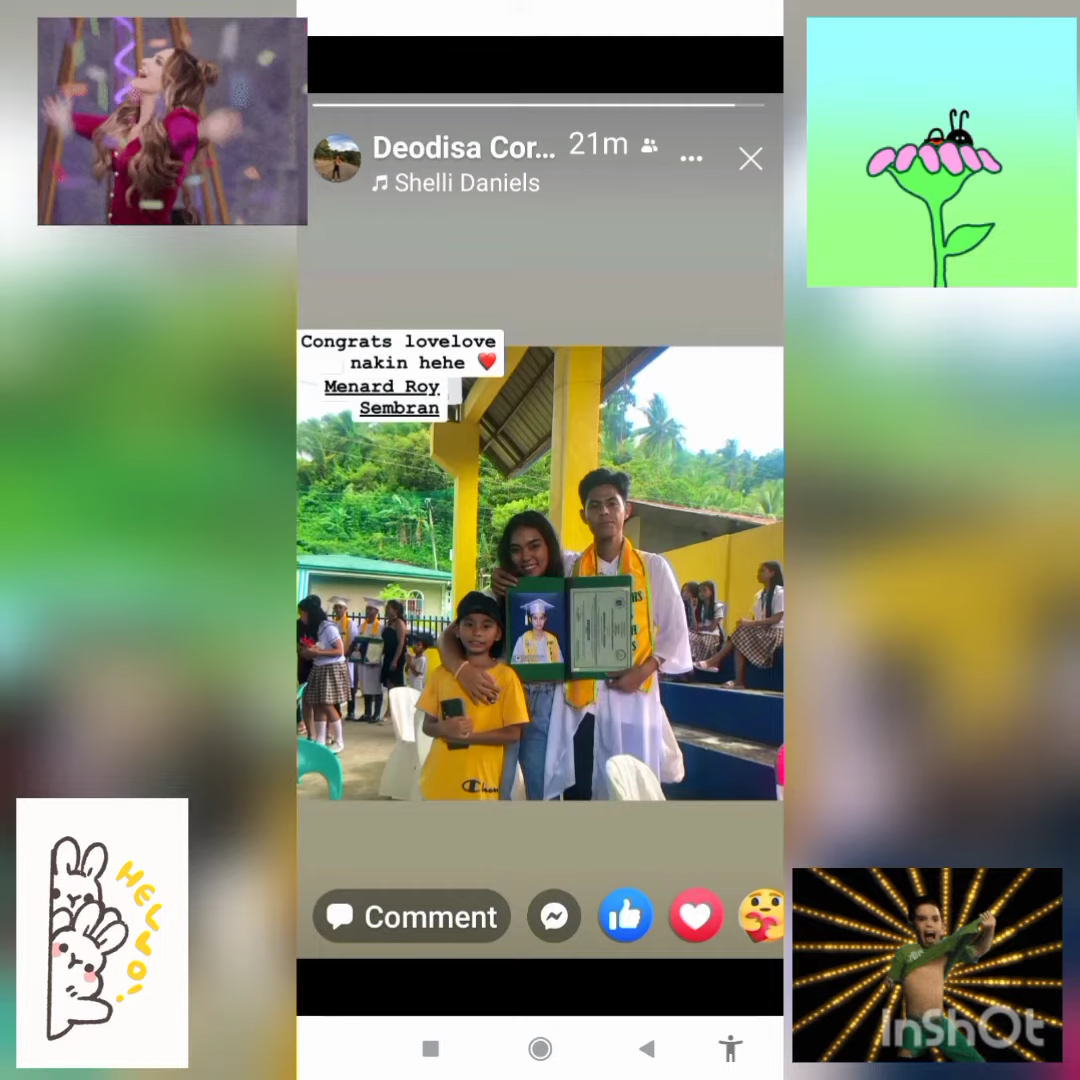 Deodisa Cor... 21m
Shelli Daniels
Congrats lovelove
nakin hehe ❤️
Menard Roy
Sembran
Comment
HELLO!
InShOt